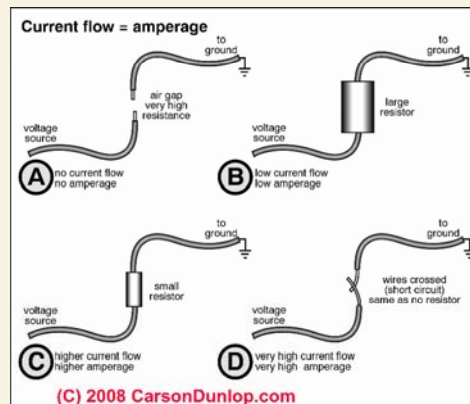 Current flow = amperage
to
ground
air gap
very high
resistance
voltage
source
A
no current flow
no amperage
to
ground
large
resistor
voltage
source
B
low current flow
low amperage
to
ground
small
resistor
voltage
source
C
higher current flow
higher amperage
to
ground
wires crossed
(short circuit)
same as no resistor
voltage
source
D
very high current flow
very high amperage
(C) 2008 CarsonDunlop.com